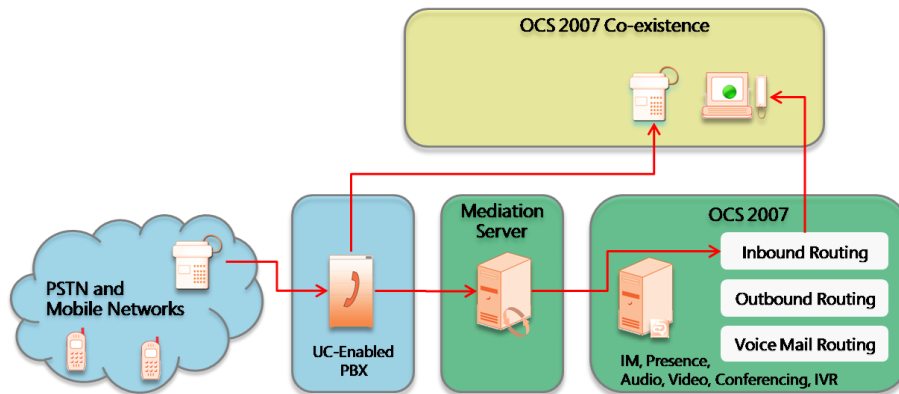 OCS 2007 Co-existence
PSTN and
Mobile Networks
UC-Enabled
PBX
Mediation
Server
OCS 2007
Inbound Routing
Outbound Routing
Voice Mail Routing
IM, Presence,
Audio, Video, Conferencing, IVR